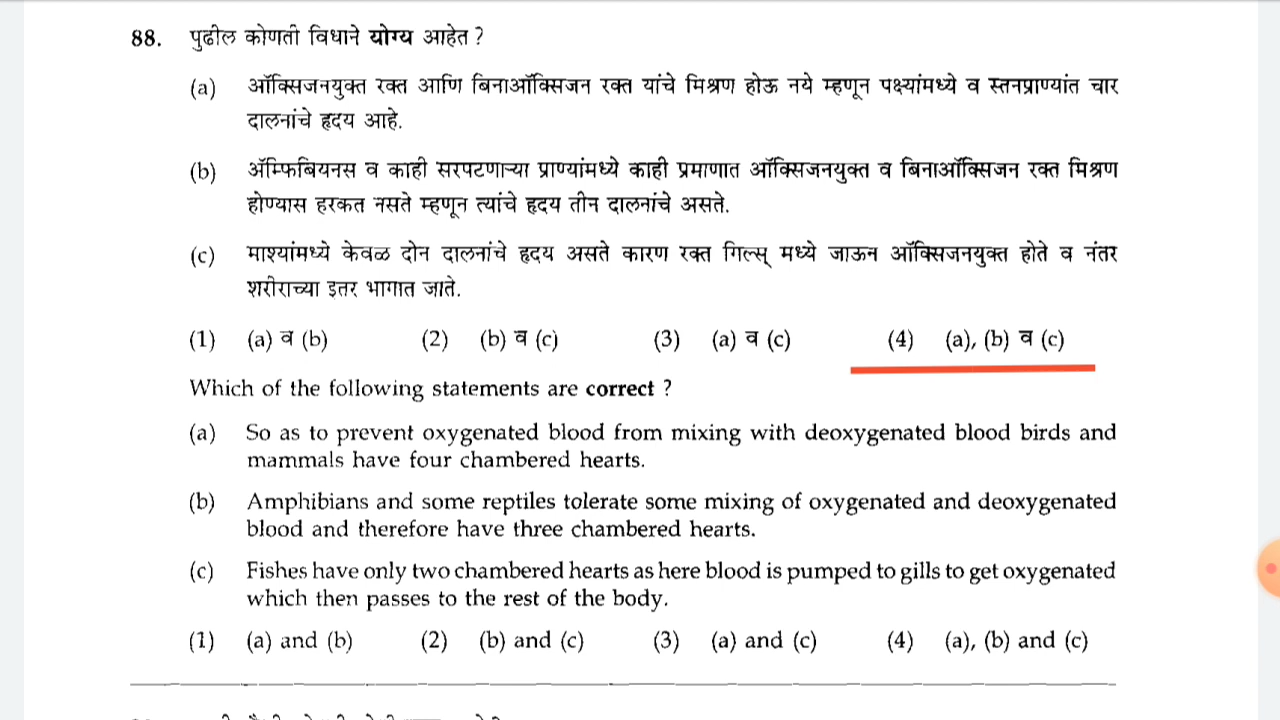 88. पुढील कोणती विधाने योग्य आहेत ?
(a) ऑक्सिजनयुक्त रक्त आणि बिनाऑक्सिजन रक्त यांचे मिश्रण होऊ नये म्हणून पक्ष्यांमध्ये व स्तनप्राण्यांत चार
दालनांचे हृदय आहे.
(b) ॲम्फिबियनस व काही सरपटणाऱ्या प्राण्यांमध्ये काही प्रमाणात ऑक्सिजनयुक्त व बिनाऑक्सिजन रक्त मिश्रण
होण्यास हरकत नसते म्हणून त्यांचे हृदय तीन दालनांचे असते.
(c) माश्यांमध्ये केवळ दोन दालनांचे हृदय असते कारण रक्त गिल्स् मध्ये जाऊन ऑक्सिजनयुक्त होते व नंतर
शरीराच्या इतर भागात जाते.
(1) (a) व (b) (2) (b) व (c) (3) (a) व (c) (4) (a), (b) व (c)
Which of the following statements are correct ?
(a) So as to prevent oxygenated blood from mixing with deoxygenated blood birds and
mammals have four chambered hearts.
(b) Amphibians and some reptiles tolerate some mixing of oxygenated and deoxygenated
blood and therefore have three chambered hearts.
(c) Fishes have only two chambered hearts as here blood is pumped to gills to get oxygenated
which then passes to the rest of the body.
(1) (a) and (b) (2) (b) and (c) (3) (a) and (c) (4) (a), (b) and (c)